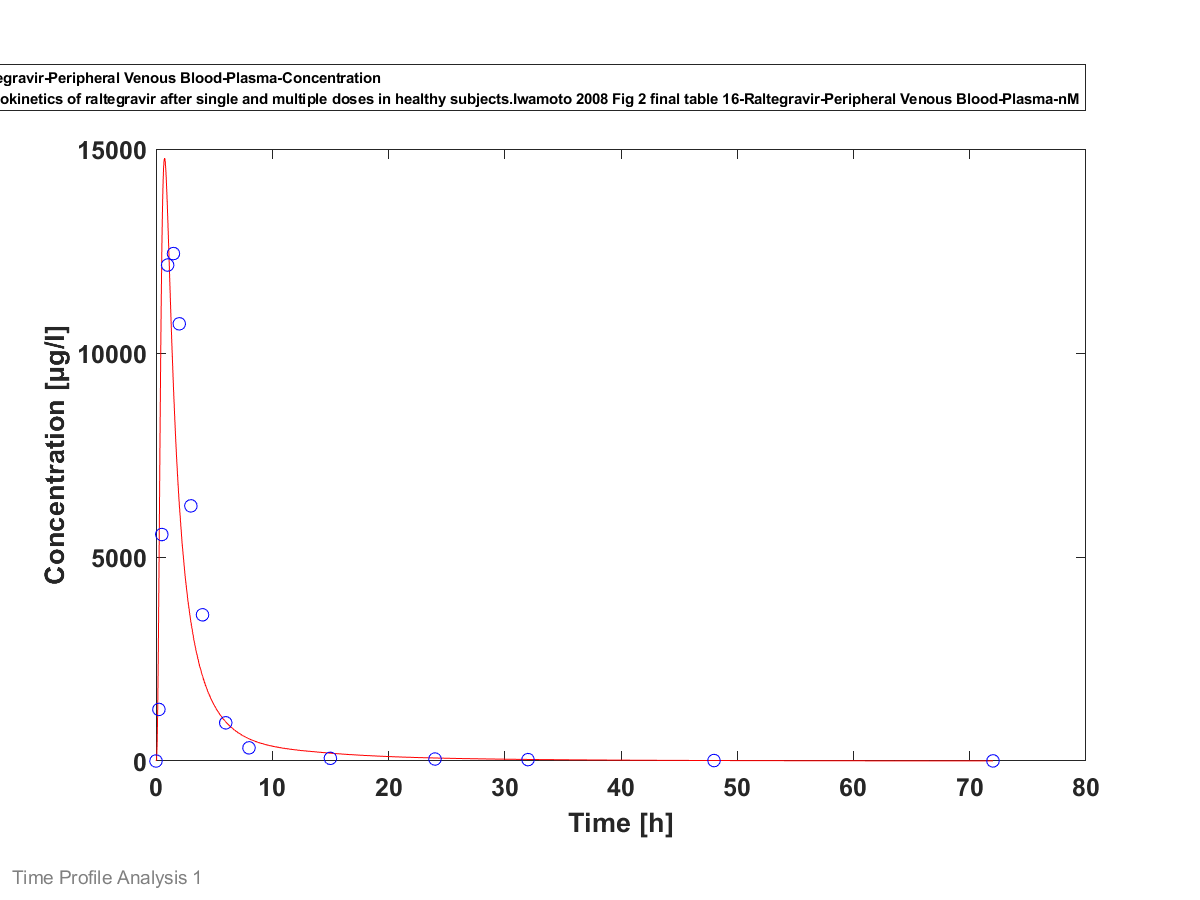 egravir-Peripheral Venous Blood-Plasma-Concentration
okinetics of raltegravir after single and multiple doses in healthy subjects.Iwamoto 2008 Fig 2 final table 16-Raltegravir-Peripheral Venous Blood-Plasma-nM
15000
10000
5000
0
Concentration [µg/l]
0 10 20 30 40 50 60 70 80
Time [h]
Time Profile Analysis 1